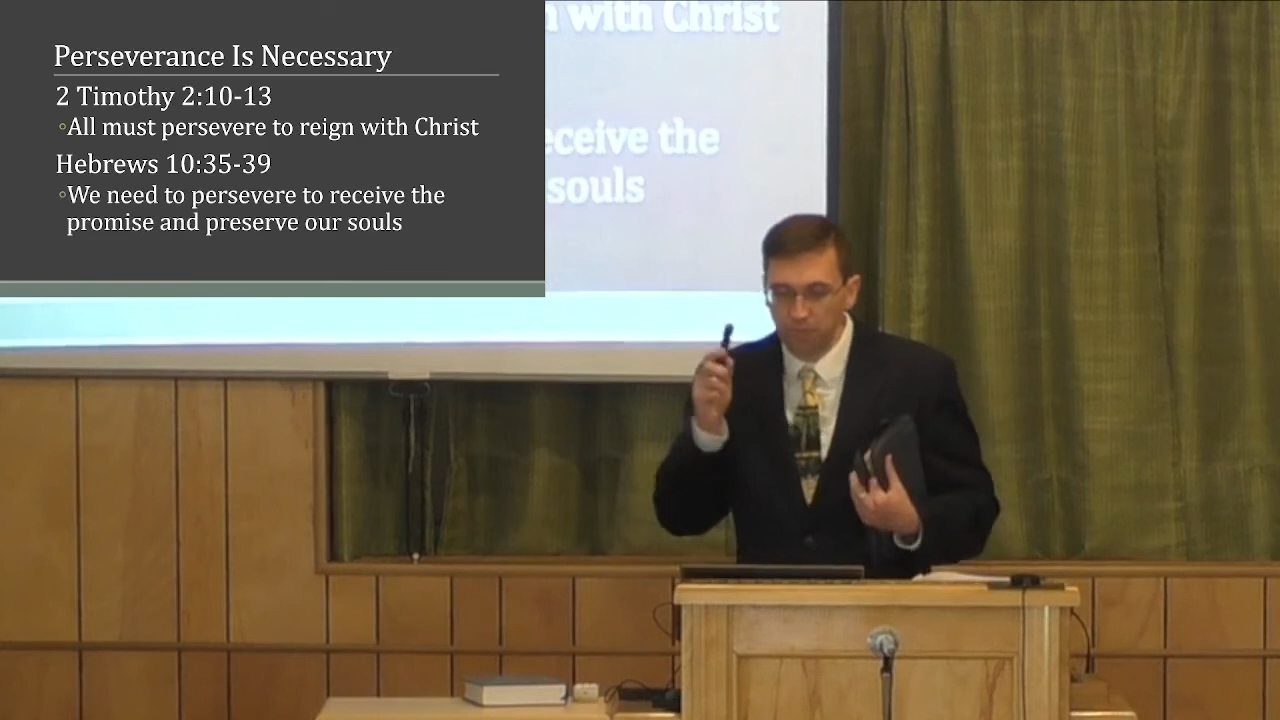 Perseverance Is Necessary
2 Timothy 2:10-13
◦All must persevere to reign with Christ
Hebrews 10:35-39
◦We need to persevere to receive the
promise and preserve our souls
with Christ
eceive the
souls